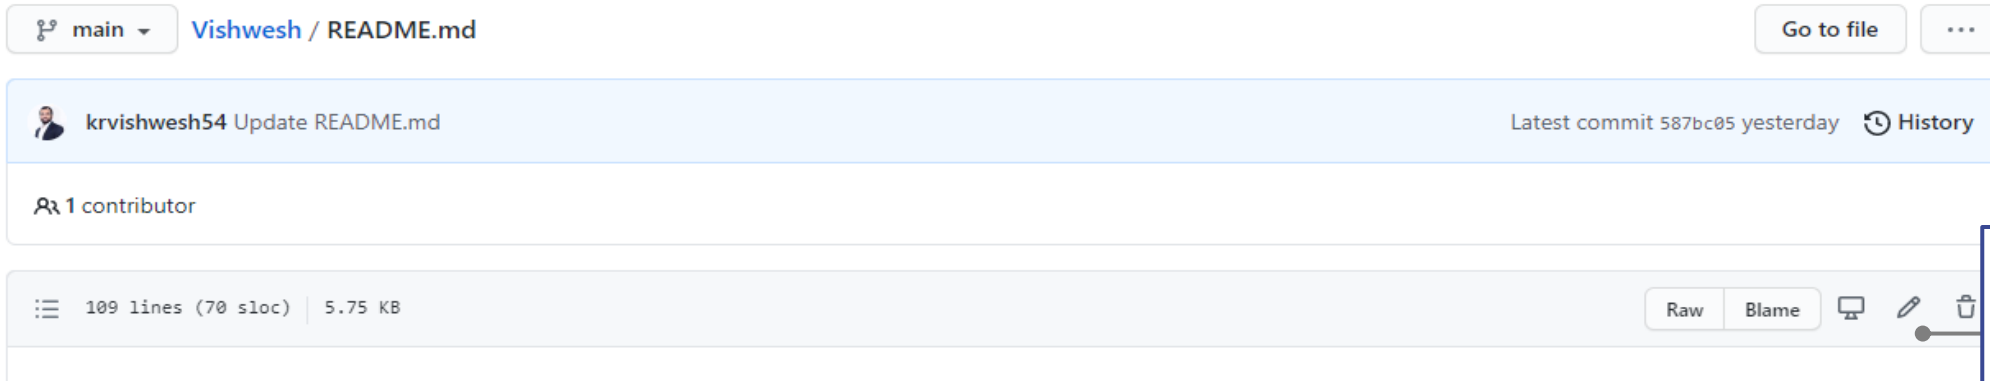 main Vishwesh / README.md Go to file ...
krvishwesh54 Update README.md Latest commit 587bc05 yesterday History
1 contributor
109 lines (70 sloc) 5.75 KB Raw Blame